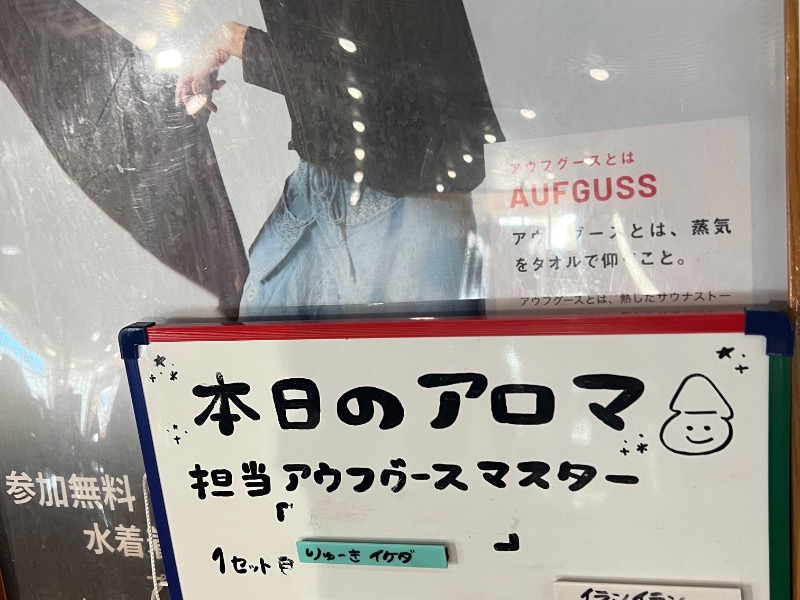 アウフグースとは
AUFGUSS
アウフグースとは、蒸気
をタオルで仰ぐこと。
アウフグースとは、熱したサウナストー
本日のアロマ
担当アウフグースマスター
『
』
1セット目
りゅーき イケダ
イランイラン
参加無料
水着